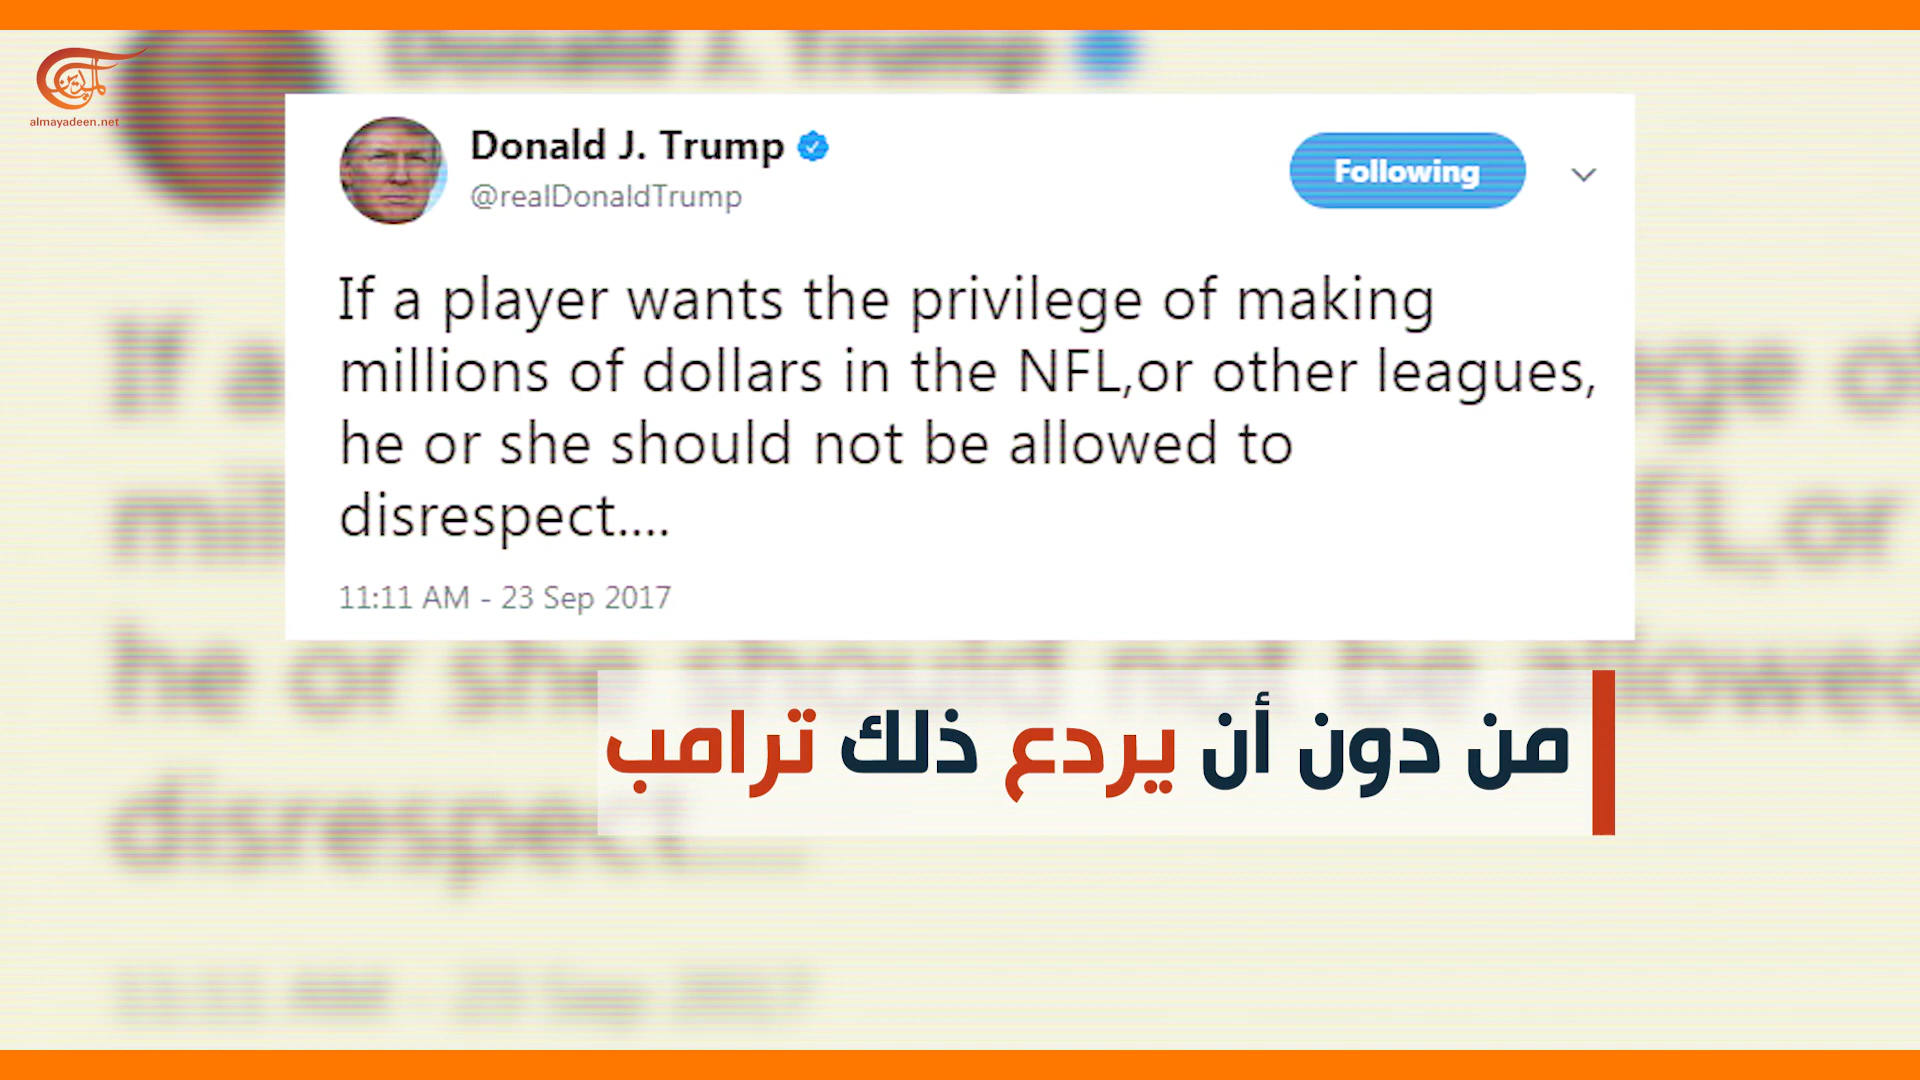 المیادین
almayadeen.net
Donald J. Trump
@realDonaldTrump
Following
If a player wants the privilege of making
millions of dollars in the NFL,or other leagues,
he or she should not be allowed to
disrespect....
11:11 AM - 23 Sep 2017
من دون أن يردع ذلك ترامب